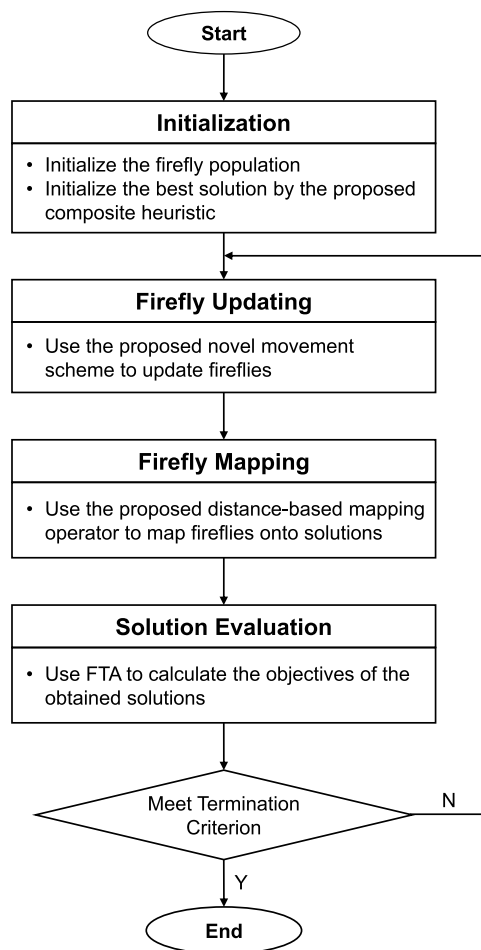 Start
Initialization
• Initialize the firefly population
• Initialize the best solution by the proposed
composite heuristic
Firefly Updating
• Use the proposed novel movement
scheme to update fireflies
Firefly Mapping
• Use the proposed distance-based mapping
operator to map fireflies onto solutions
Solution Evaluation
• Use FTA to calculate the objectives of the
obtained solutions
Meet Termination
Criterion
N
Y
End